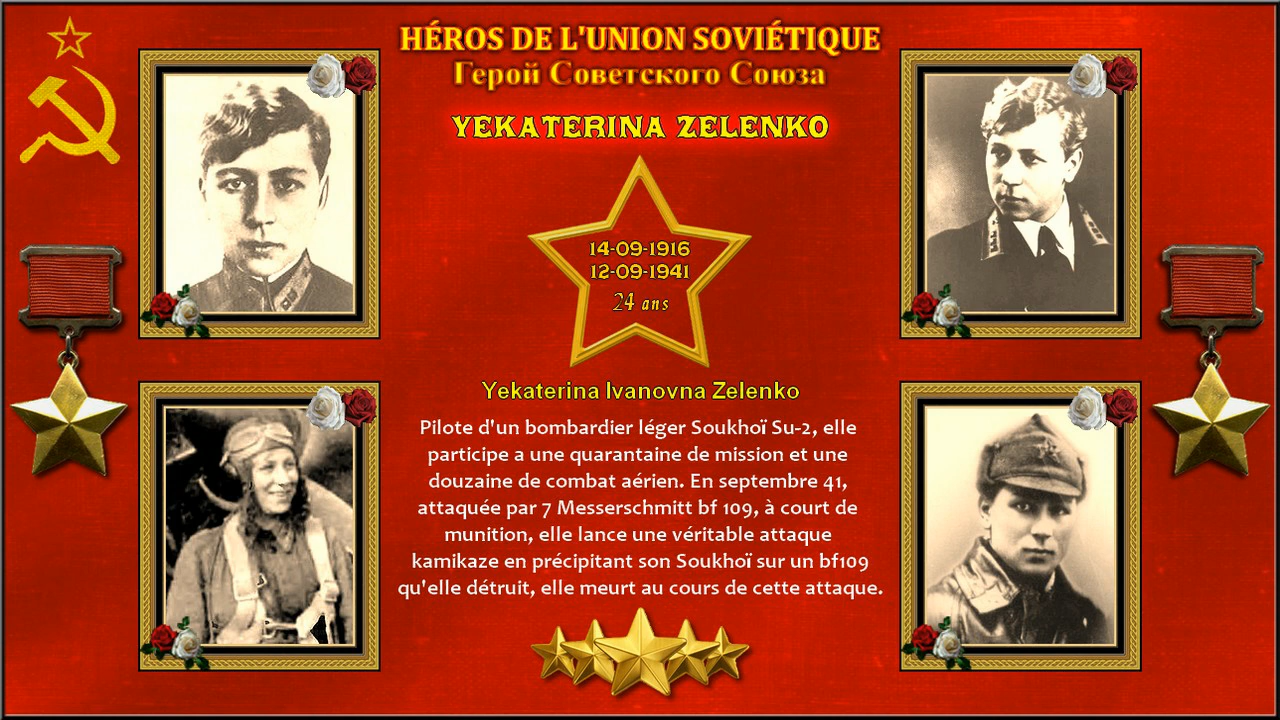 HÉROS DE L'UNION SOVIÉTIQUE
Герой Советского Союза
YEKATERINA ZELENKO
14-09-1916
12-09-1941
24 ans
Yekaterina Ivanovna Zelenko
Pilote d'un bombardier léger Soukhoï Su-2, elle
participe a une quarantaine de mission et une
douzaine de combat aérien. En septembre 41,
attaquée par 7 Messerschmitt bf 109, à court de
munition, elle lance une véritable attaque
kamikaze en précipitant son Soukhoï sur un bf109
qu'elle détruit, elle meurt au cours de cette attaque.